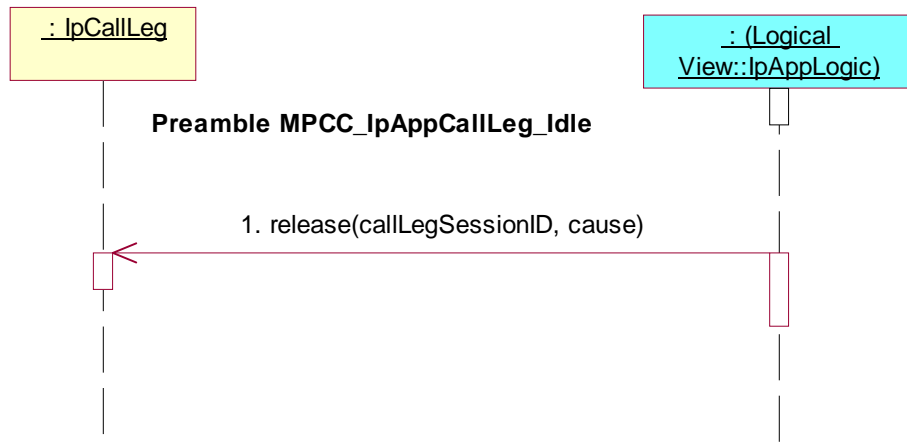 : IpCallLeg
: (Logical
View::IpAppLogic)
Preamble MPCC_IpAppCallLeg_Idle
1. release(callLegSessionID, cause)